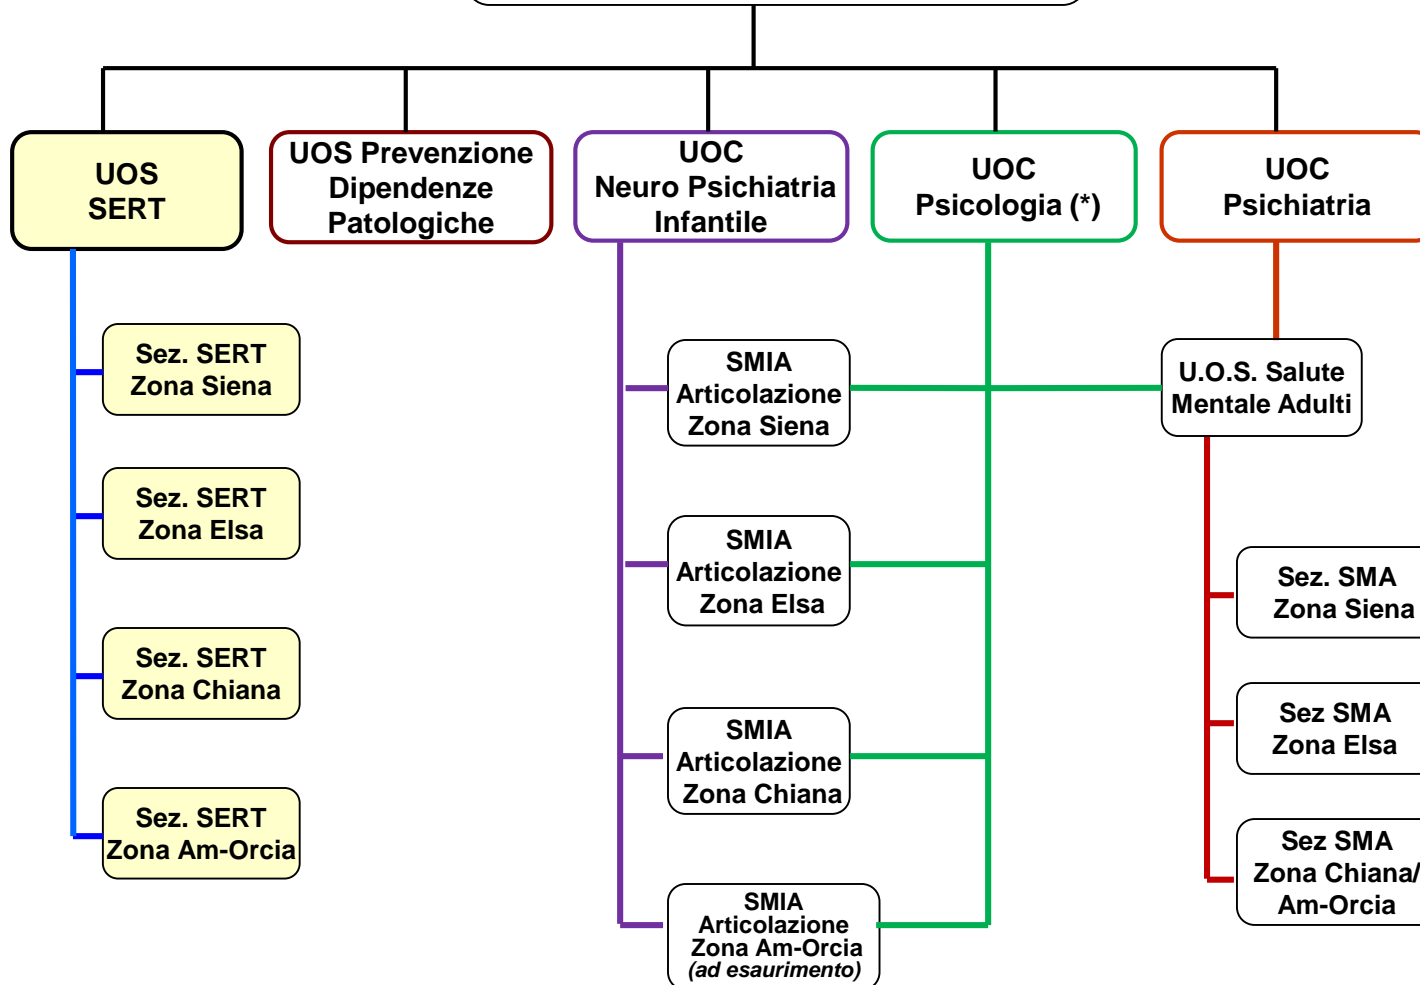 UOS
SERT
UOS Prevenzione
Dipendenze
Patologiche
UOC
Neuro Psichiatria
Infantile
UOC
Psicologia (*)
UOC
Psichiatria
Sez. SERT
Zona Siena
Sez. SERT
Zona Elsa
Sez. SERT
Zona Chiana
Sez. SERT
Zona Am-Orcia
SMIA
Articolazione
Zona Siena
SMIA
Articolazione
Zona Elsa
SMIA
Articolazione
Zona Chiana
SMIA
Articolazione
Zona Am-Orcia
(ad esaurimento)
U.O.S. Salute
Mentale Adulti
Sez. SMA
Zona Siena
Sez SMA
Zona Elsa
Sez SMA
Zona Chiana/
Am-Orcia